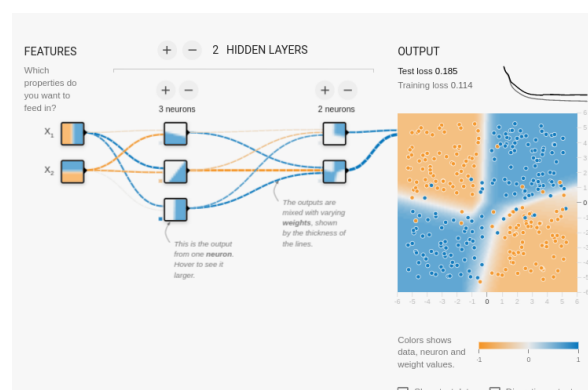 FEATURES
Which
properties do
you want to
feed in?
+ − 2 HIDDEN LAYERS
+ −
3 neurons
+ −
2 neurons
X1
X2
This is the output
from one neuron.
Hover to see it
larger.
The outputs are
mixed with varying
weights, shown
by the thickness of
the lines.
OUTPUT
Test loss 0.185
Training loss 0.114
-6 -5 -4 -3 -2 -1 0 1 2 3 4 5 6
0
Colors shows
data, neuron and
weight values.
-1 0 1